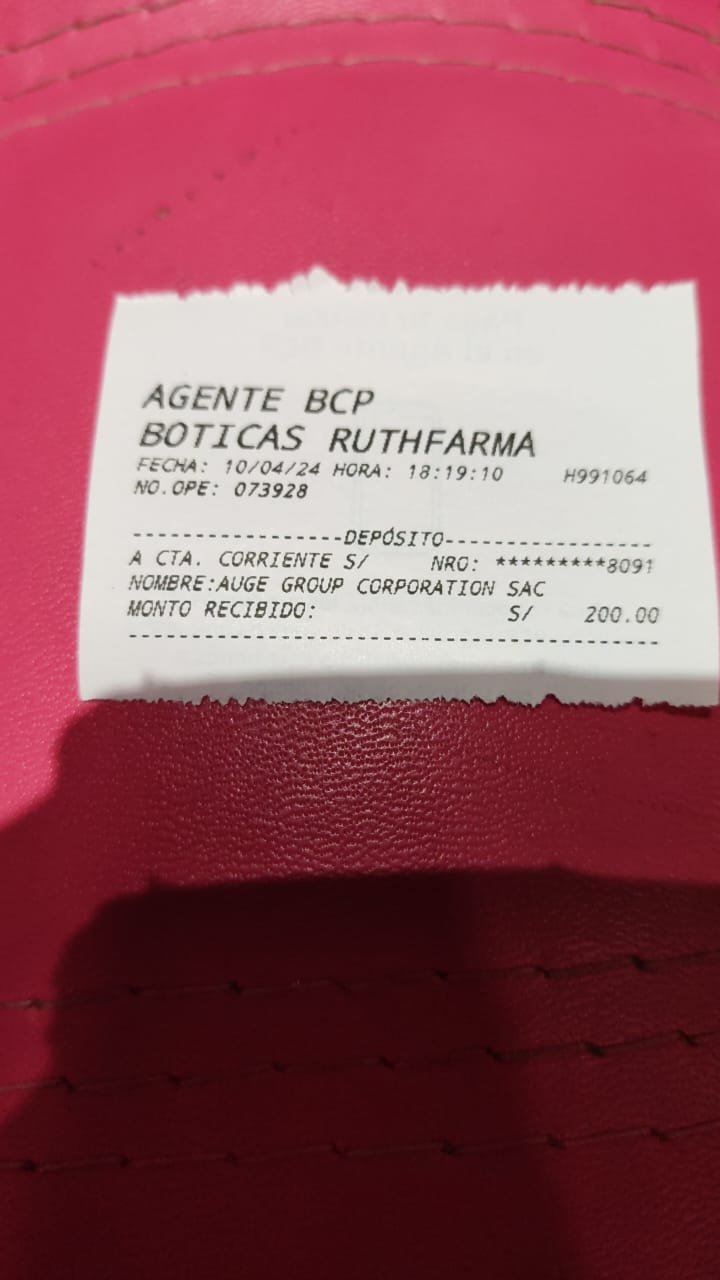 AGENTE BCP
BOTICAS RUTHFARMA
FECHA: 10/04/24 HORA: 18:19:10 H991064
NO.OPE: 073928
------------------DEPÓSITO------------------
A CTA. CORRIENTE S/ NRO: *********8091
NOMBRE:AUGE GROUP CORPORATION SAC
MONTO RECIBIDO: S/ 200.00
---------------------------------------------